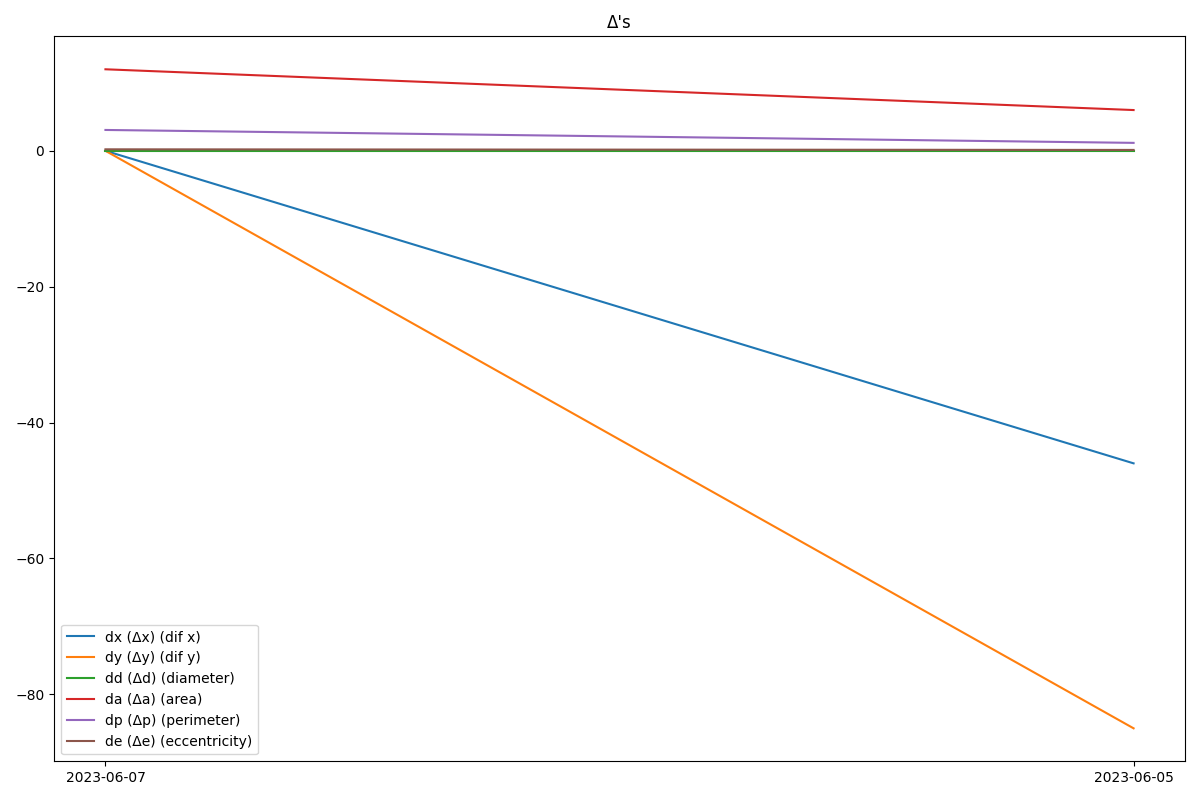 Δ's
0
−20
−40
−60
−80
dx (Δx) (dif x)
dy (Δy) (dif y)
dd (Δd) (diameter)
da (Δa) (area)
dp (Δp) (perimeter)
de (Δe) (eccentricity)
2023-06-07
2023-06-05